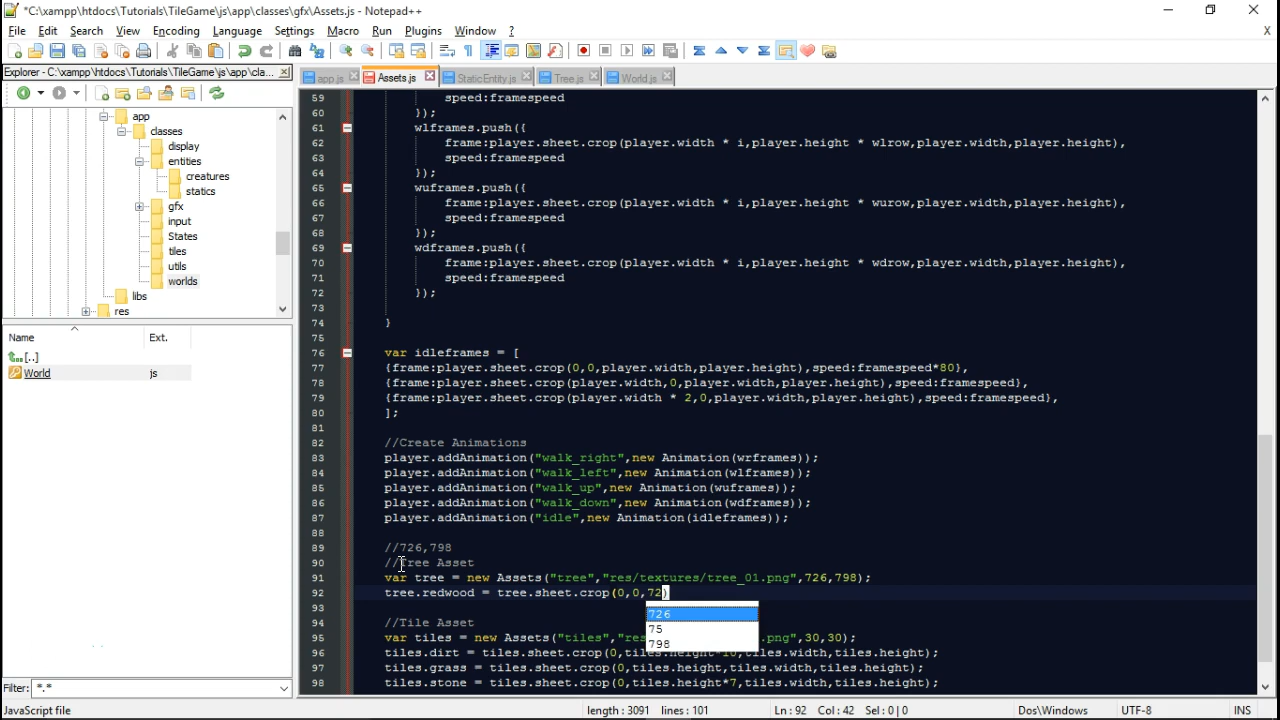 *C:\xampp\htdocs\Tutorials\TileGame\js\app\classes\gfx\Assets.js - Notepad++
File Edit Search View Encoding Language Settings Macro Run Plugins Window ? X
Explorer - C:\xampp\htdocs\Tutorials\TileGame\js\app\cla...
app.js Assets.js StaticEntity.js Tree.js World.js
app
classes
display
entities
creatures
statics
gfx
input
States
tiles
utils
worlds
libs
res
Name Ext.
[..]
World js
Filter: *.*
59 speed:framespeed
60 });
61 wlframes.push({
62 frame:player.sheet.crop(player.width * i,player.height * wlrow,player.width,player.height),
63 speed:framespeed
64 });
65 wuframes.push({
66 frame:player.sheet.crop(player.width * i,player.height * wurow,player.width,player.height),
67 speed:framespeed
68 });
69 wdframes.push({
70 frame:player.sheet.crop(player.width * i,player.height * wdrow,player.width,player.height),
71 speed:framespeed
72 });
73
74 }
75
76 var idleframes = [
77 {frame:player.sheet.crop(0,0,player.width,player.height),speed:framespeed*80},
78 {frame:player.sheet.crop(player.width,0,player.width,player.height),speed:framespeed},
79 {frame:player.sheet.crop(player.width * 2,0,player.width,player.height),speed:framespeed},
80 ];
81
82 //Create Animations
83 player.addAnimation("walk_right",new Animation(wrframes));
84 player.addAnimation("walk_left",new Animation(wlframes));
85 player.addAnimation("walk_up",new Animation(wuframes));
86 player.addAnimation("walk_down",new Animation(wdframes));
87 player.addAnimation("idle",new Animation(idleframes));
88
89 //726,798
90 //Tree Asset
91 var tree = new Assets("tree","res/textures/tree_01.png",726,798);
92 tree.redwood = tree.sheet.crop(0,0,72)
726
75
798
93
94 //Tile Asset
95 var tiles = new Assets("tiles","res .png",30,30);
96 tiles.dirt = tiles.sheet.crop(0,tiles.height*10,tiles.width,tiles.height);
97 tiles.grass = tiles.sheet.crop(0,tiles.height,tiles.width,tiles.height);
98 tiles.stone = tiles.sheet.crop(0,tiles.height*7,tiles.width,tiles.height);
JavaScript file length : 3091 lines : 101 Ln : 92 Col : 42 Sel : 0 | 0 Dos\Windows UTF-8 INS